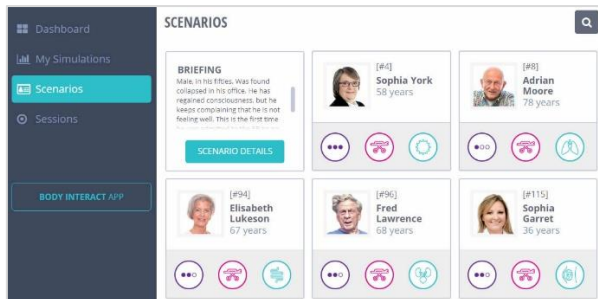 Dashboard
My Simulations
Scenarios
Sessions
BODY INTERACT APP
SCENARIOS
BRIEFING
Male, in his fifties. Was found
collapsed in his office. He has
regained consciousness, but he
keeps complaining that he is not
feeling well. This is the first time
SCENARIO DETAILS
[#4]
Sophia York
58 years
[#8]
Adrian
Moore
78 years
[#94]
Elisabeth
Lukeson
67 years
[#96]
Fred
Lawrence
68 years
[#115]
Sophia
Garret
36 years